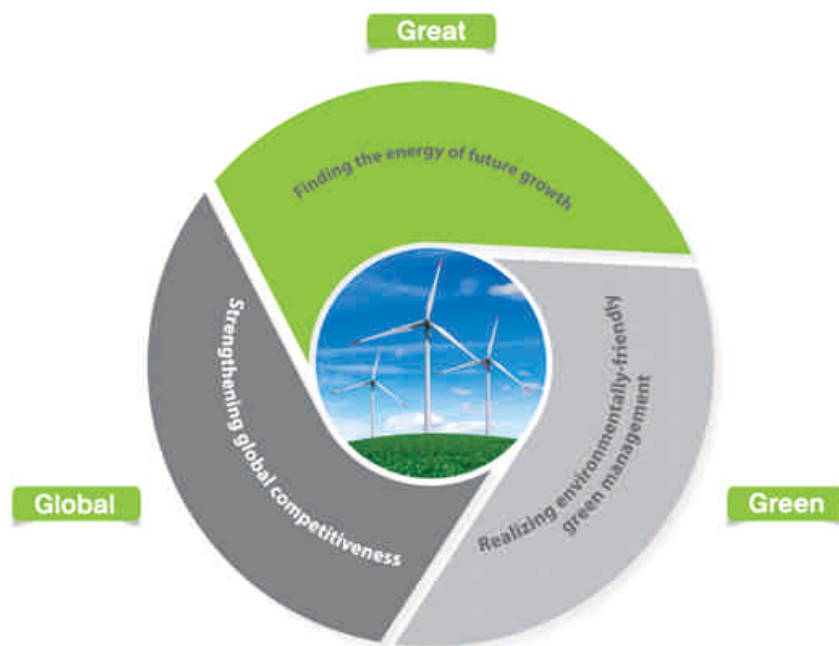 Great
Finding the energy of future growth
Strengthening global competitiveness
Realizing environmentally-friendly
green management
Global
Green